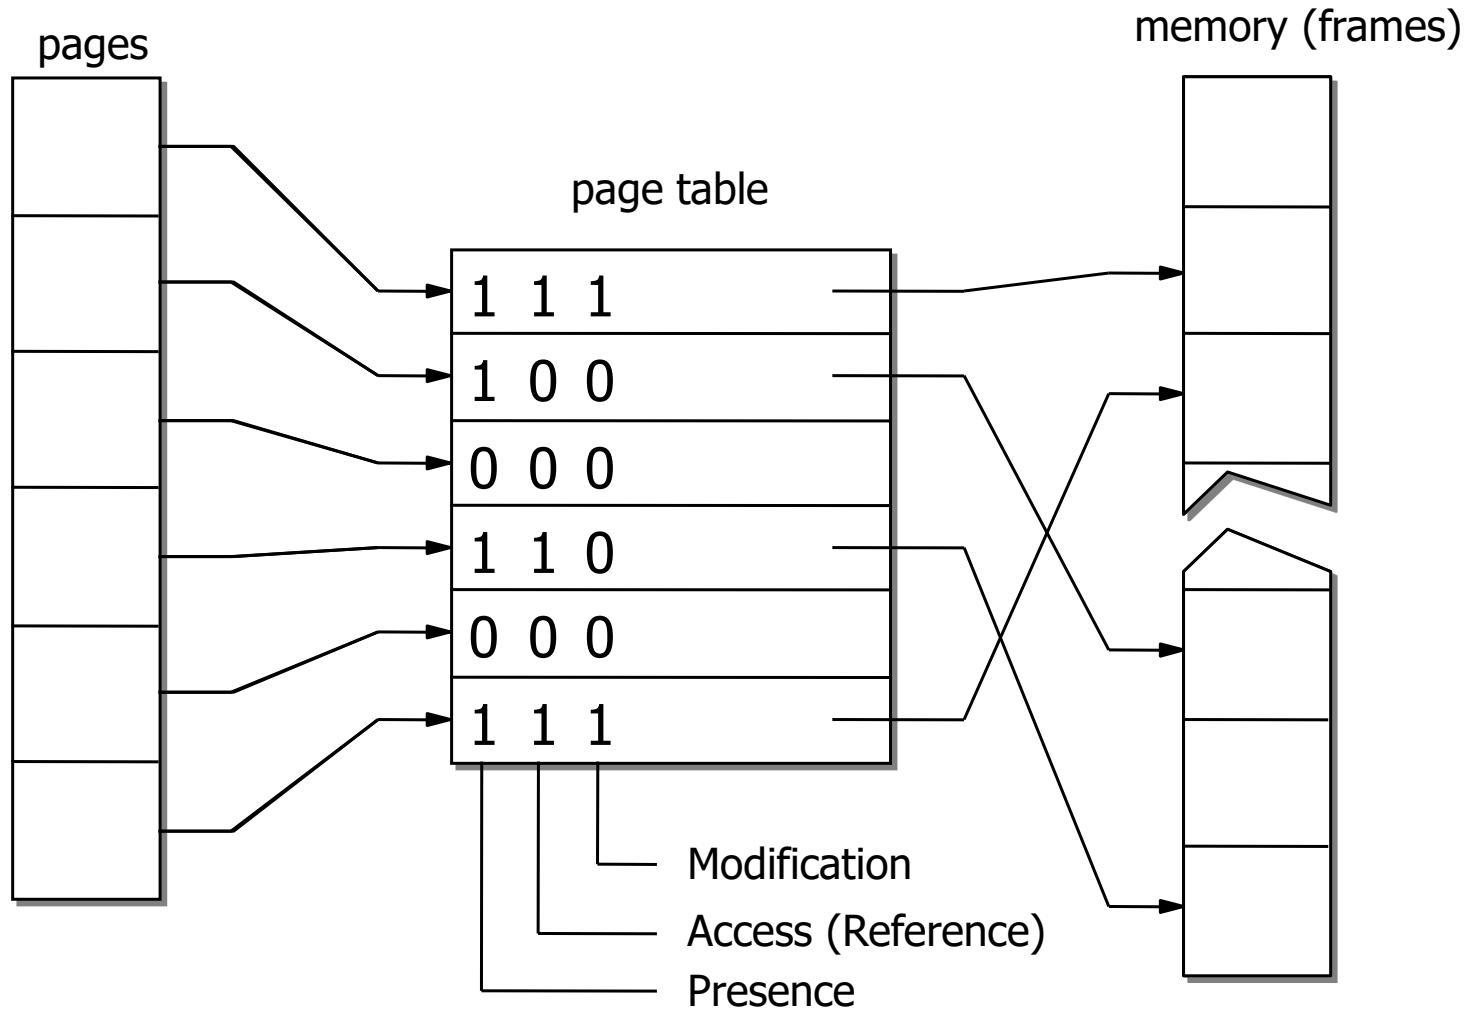 pages
memory (frames)
page table
1 1 1
1 0 0
0 0 0
1 1 0
0 0 0
1 1 1
Modification
Access (Reference)
Presence